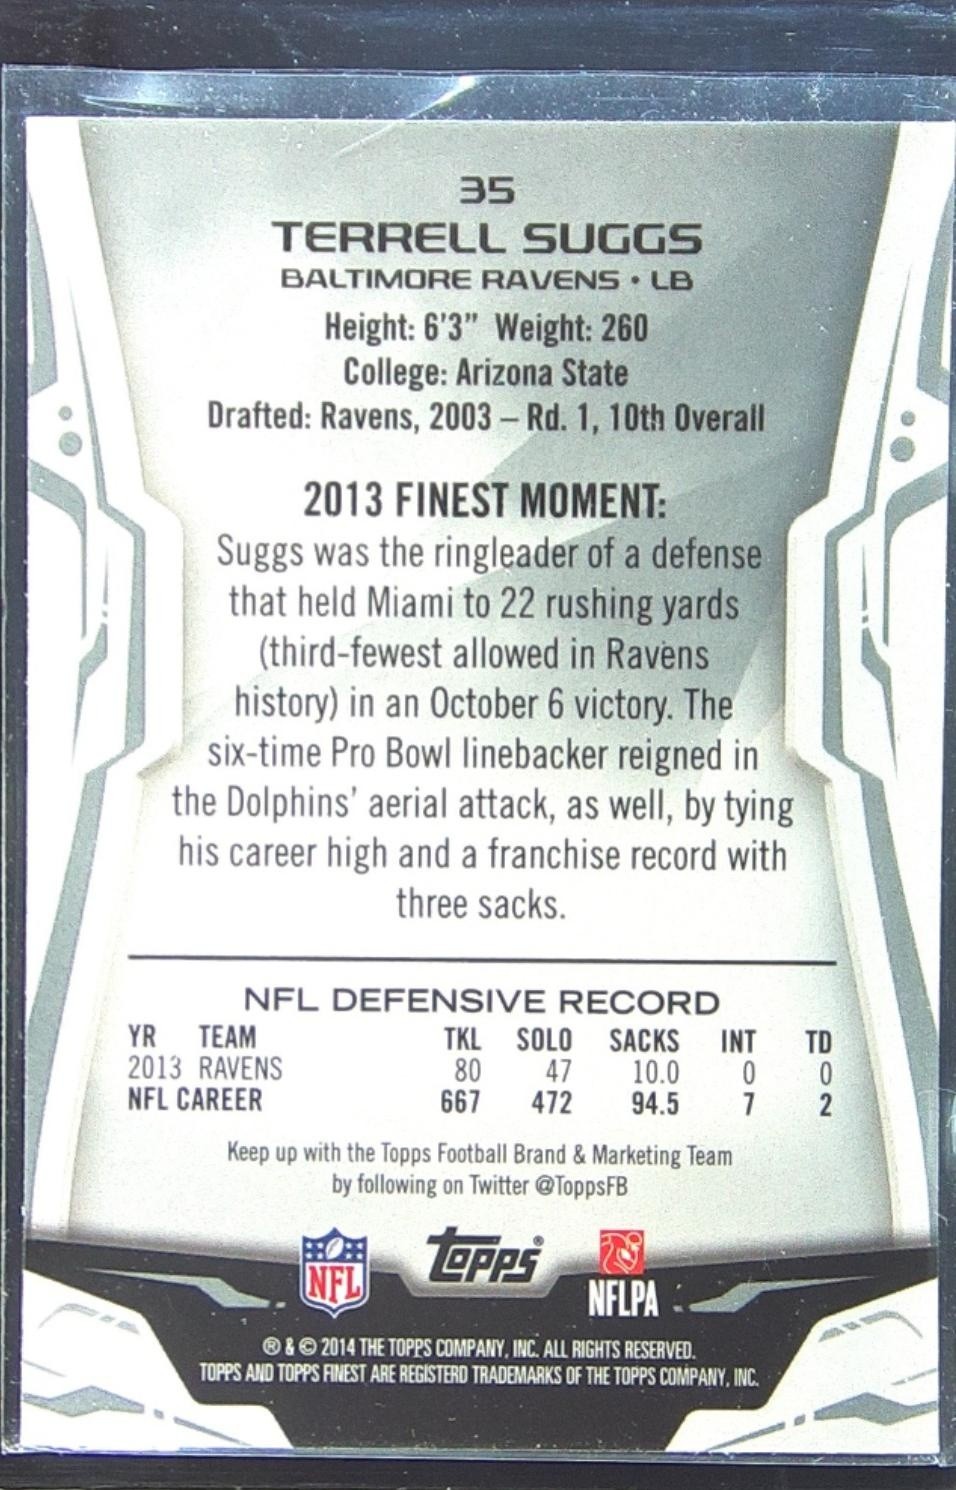 35
TERRELL SUGGS
BALTIMORE RAVENS • LB
Height: 6'3" Weight: 260
College: Arizona State
Drafted: Ravens, 2003 – Rd. 1, 10th Overall
2013 FINEST MOMENT:
Suggs was the ringleader of a defense
that held Miami to 22 rushing yards
(third-fewest allowed in Ravens
history) in an October 6 victory. The
six-time Pro Bowl linebacker reigned in
the Dolphins' aerial attack, as well, by tying
his career high and a franchise record with
three sacks.
NFL DEFENSIVE RECORD
YR TEAM TKL SOLO SACKS INT TD
2013 RAVENS 80 47 10.0 0 0
NFL CAREER 667 472 94.5 7 2
Keep up with the Topps Football Brand & Marketing Team
by following on Twitter @ToppsFB
NFL Topps® NFLPA
® & © 2014 THE TOPPS COMPANY, INC. ALL RIGHTS RESERVED.
TOPPS AND TOPPS FINEST ARE REGISTERD TRADEMARKS OF THE TOPPS COMPANY, INC.